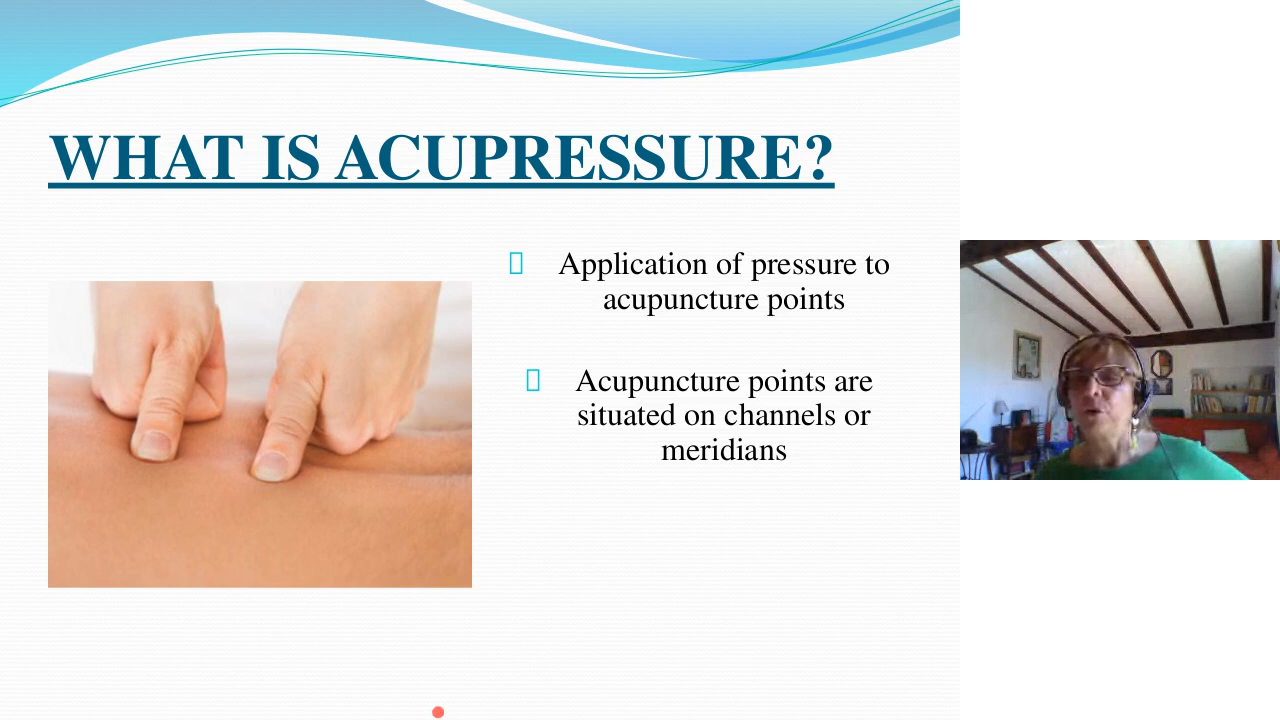 WHAT IS ACUPRESSURE?
Application of pressure to
acupuncture points
Acupuncture points are
situated on channels or
meridians